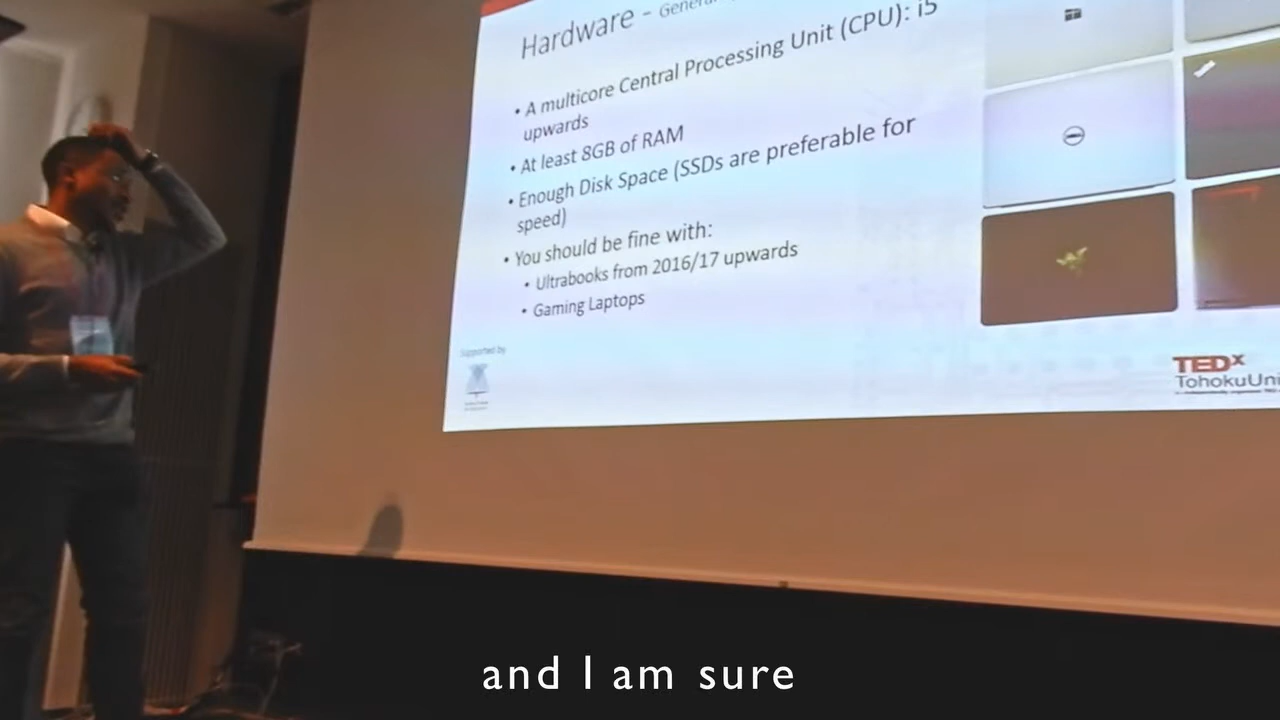 Hardware - General
• A multicore Central Processing Unit (CPU): i5
upwards
• At least 8GB of RAM
• Enough Disk Space (SSDs are preferable for
speed)
• You should be fine with:
• Ultrabooks from 2016/17 upwards
• Gaming Laptops
Supported by
TEDx
TohokuUni
and I am sure